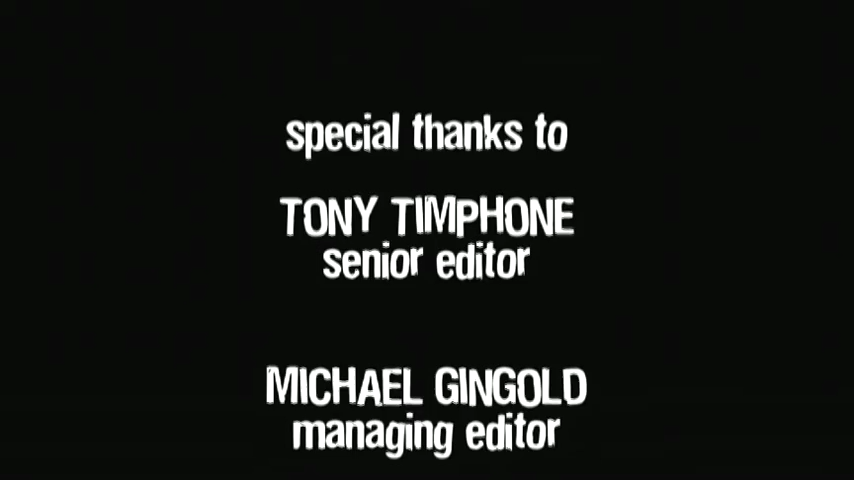 special thanks to
TONY TIMPHONE
senior editor
MICHAEL GINGOLD
managing editor